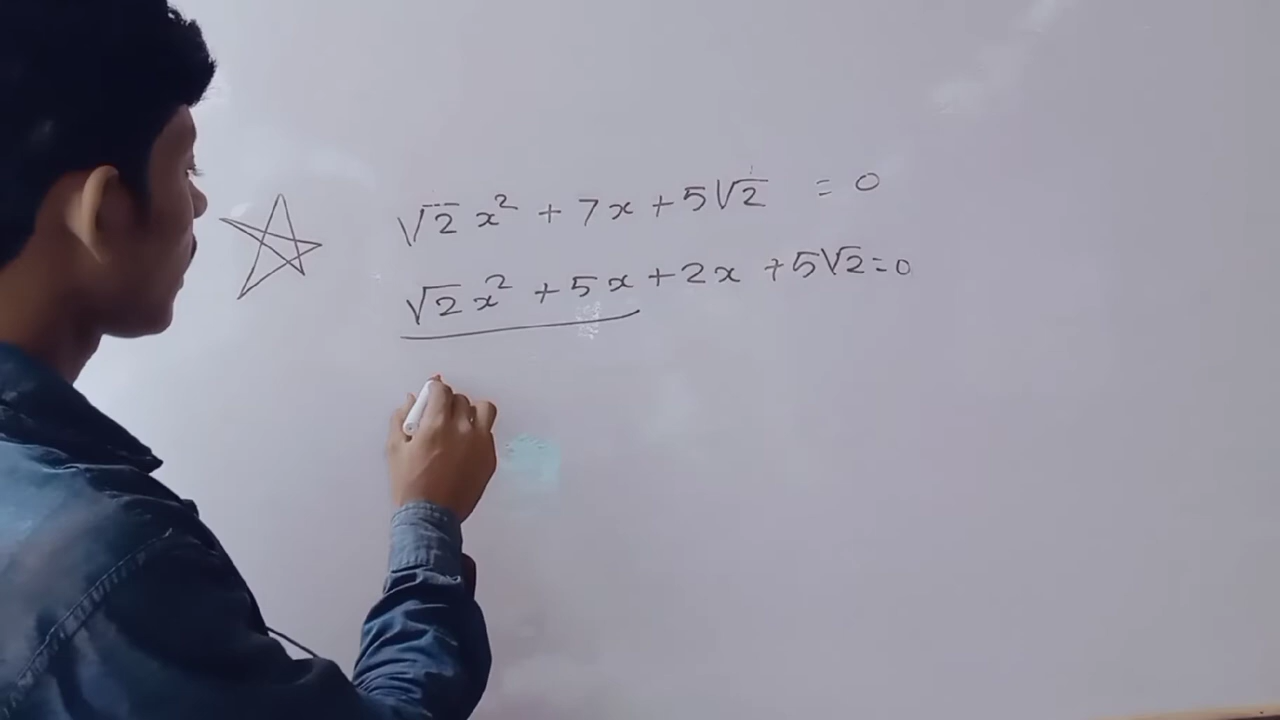 √2 x² + 7x + 5√2 = 0
√2 x² + 5x + 2x + 5√2 = 0